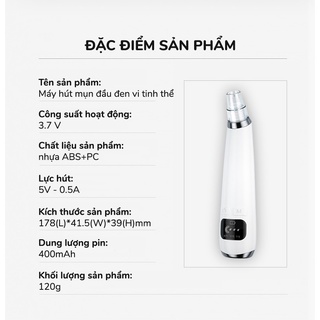 ĐẶC ĐIỂM SẢN PHẨM
Tên sản phẩm:
Máy hút mụn đầu đen vi tinh thể
Công suất hoạt động:
3.7 V
Chất liệu sản phẩm:
nhựa ABS+PC
Lực hút:
5V - 0.5A
Kích thước sản phẩm:
178(L)*41.5(W)*39(H)mm
Dung lượng pin:
400mAh
Khối lượng sản phẩm:
120g